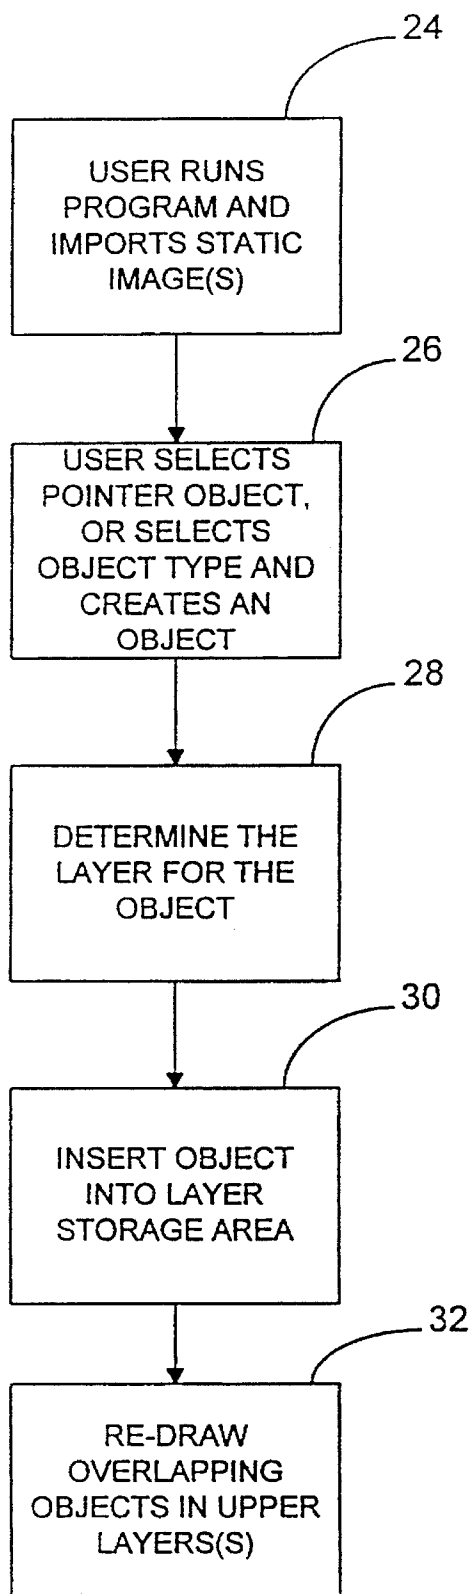 24
USER RUNS
PROGRAM AND
IMPORTS STATIC
IMAGE(S)
26
USER SELECTS
POINTER OBJECT,
OR SELECTS
OBJECT TYPE AND
CREATES AN
OBJECT
28
DETERMINE THE
LAYER FOR THE
OBJECT
30
INSERT OBJECT
INTO LAYER
STORAGE AREA
32
RE-DRAW
OVERLAPPING
OBJECTS IN UPPER
LAYERS(S)